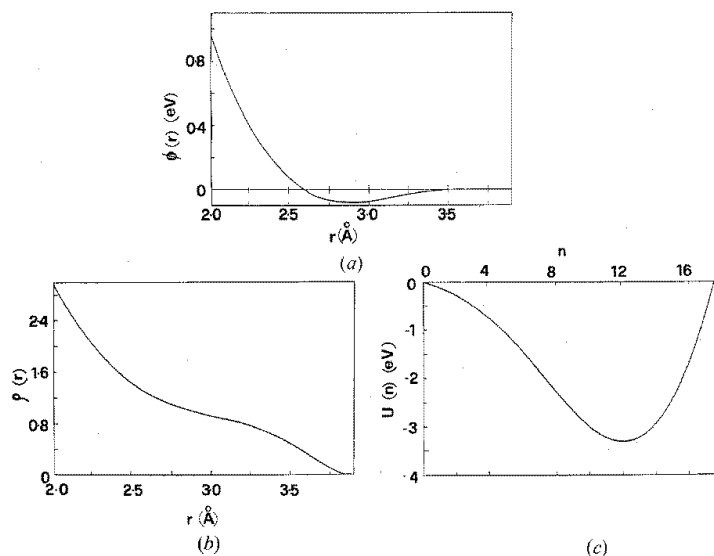 0·8
0·4
0
ϕ (r) (eV)
2·0 2·5 3·0 3·5
r (Å)
(a)
2·4
1·6
0·8
0
ρ (r)
2·0 2·5 3·0 3·5
r (Å)
(b)
n
0 4 8 12 16
0
-1
-2
-3
·4
U (n) (eV)
(c)